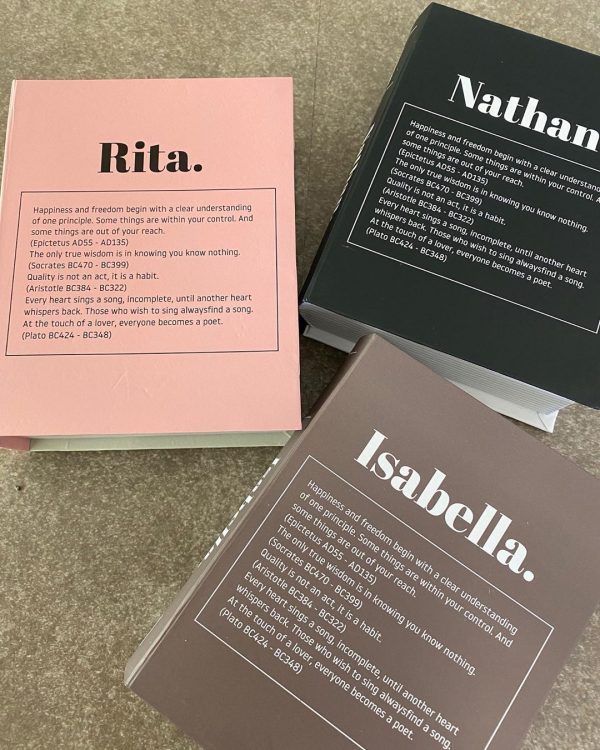 Rita.
Happiness and freedom begin with a clear understanding
of one principle. Some things are within your control. And
some things are out of your reach.
(Epictetus AD55 - AD135)
The only true wisdom is in knowing you know nothing.
(Socrates BC470 - BC399)
Quality is not an act, it is a habit.
(Aristotle BC384 - BC322)
Every heart sings a song, incomplete, until another heart
whispers back. Those who wish to sing alwaysfind a song.
At the touch of a lover, everyone becomes a poet.
(Plato BC424 - BC348)
Nathan
Happiness and freedom begin with a clear
of one principle. Some things are within your control. A
some things are out of your reach.
(Epictetus AD55 - AD135)
The only true wisdom is in knowing you know nothing.
(Socrates BC470 - BC399)
Quality is not an act, it is a habit.
(Aristotle BC384 - BC322)
Every heart sings a song, incomplete, until another heart
whispers back. Those who wish to sing alwaysfind a song.
At the touch of a lover, everyone becomes a poet.
(Plato BC424 - BC348)
Isabella.
Happiness and freedom begin with a clear understanding
of one principle. Some things are within your control. And
some things are out of your reach.
(Epictetus AD55 - AD135)
The only true wisdom is in knowing you know nothing.
(Socrates BC470 - BC399)
Quality is not an act, it is a habit.
(Aristotle BC384 - BC322)
Every heart sings a song, incomplete, until another heart
whispers back. Those who wish to sing alwaysfind a song.
At the touch of a lover, everyone becomes a poet.
(Plato BC424 - BC348)